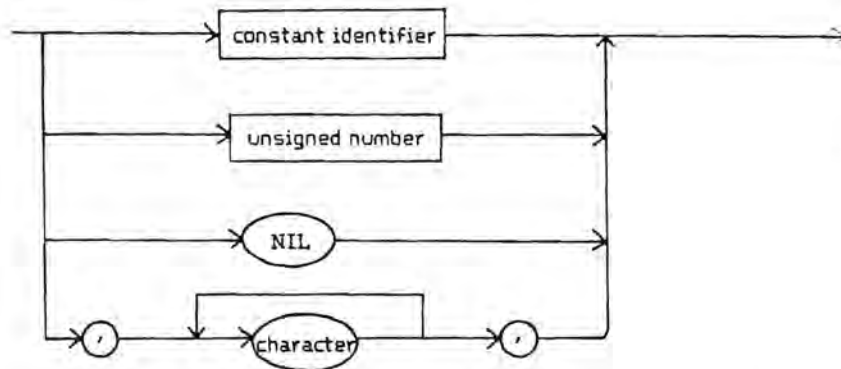 constant identifier
unsigned number
NIL
' character '